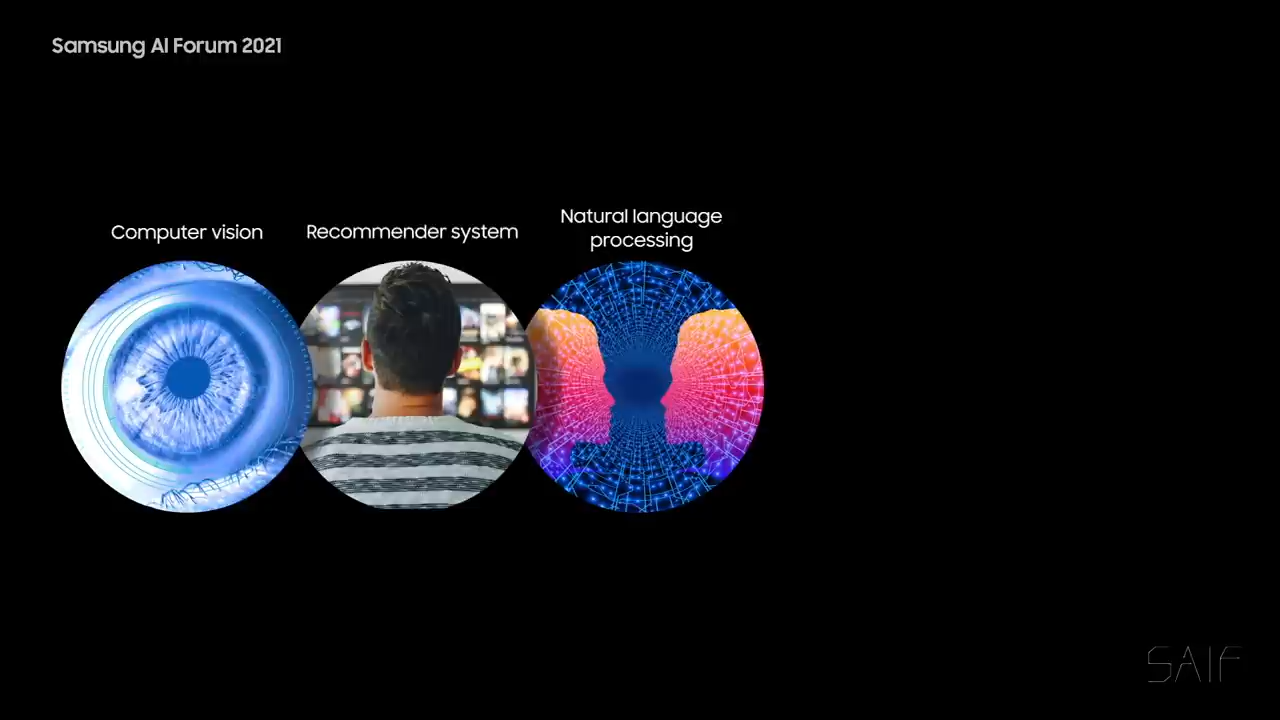 Samsung AI Forum 2021
Computer vision
Recommender system
Natural language
processing
SAIF